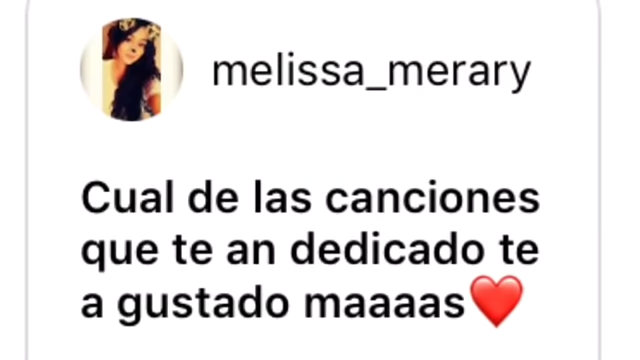 melissa_merary
Cual de las canciones
que te an dedicado te
a gustado maaaas❤️